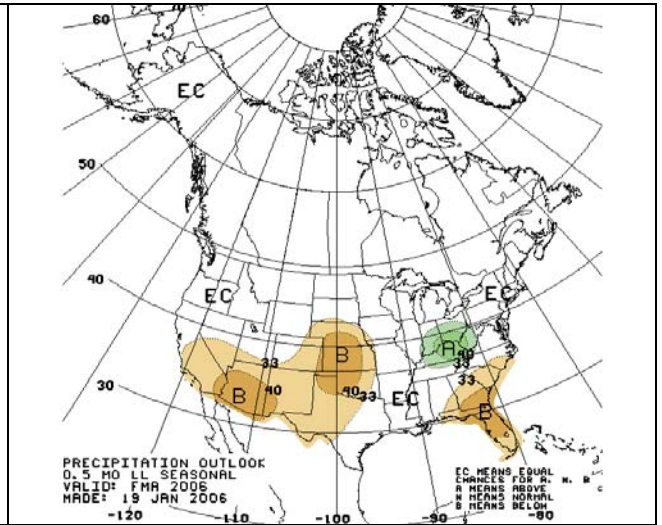 60
70
EC
50
40
EC
EC
B
A
40
33
33
40
B
40
33
33
EC
B
30
PRECIPITATION OUTLOOK
0.5 MO LL SEASONAL
VALID: FMA 2006
MADE: 19 JAN 2006
EC MEANS EQUAL
CHANCES FOR A, N, B
A MEANS ABOVE
N MEANS NORMAL
B MEANS BELOW
-120
-110
-100
-90
-80